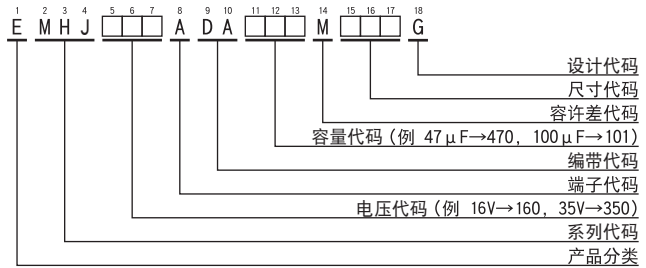 1 2 3 4 5 6 7 8 9 10 11 12 13 14 15 16 17 18
E MHJ □□□ A DA □□□ M □□□ G
设计代码
尺寸代码
容许差代码
容量代码(例 47μF→470, 100μF→101)
编带代码
端子代码
电压代码(例 16V→160, 35V→350)
系列代码
产品分类